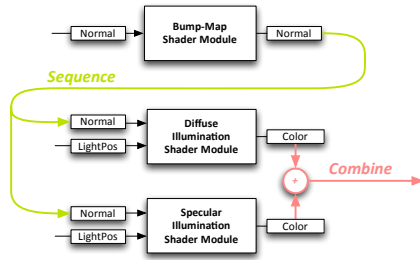 Normal
Bump-Map
Shader Module
Normal
Sequence
Normal
LightPos
Diffuse
Illumination
Shader Module
Color
+
Combine
Normal
LightPos
Specular
Illumination
Shader Module
Color